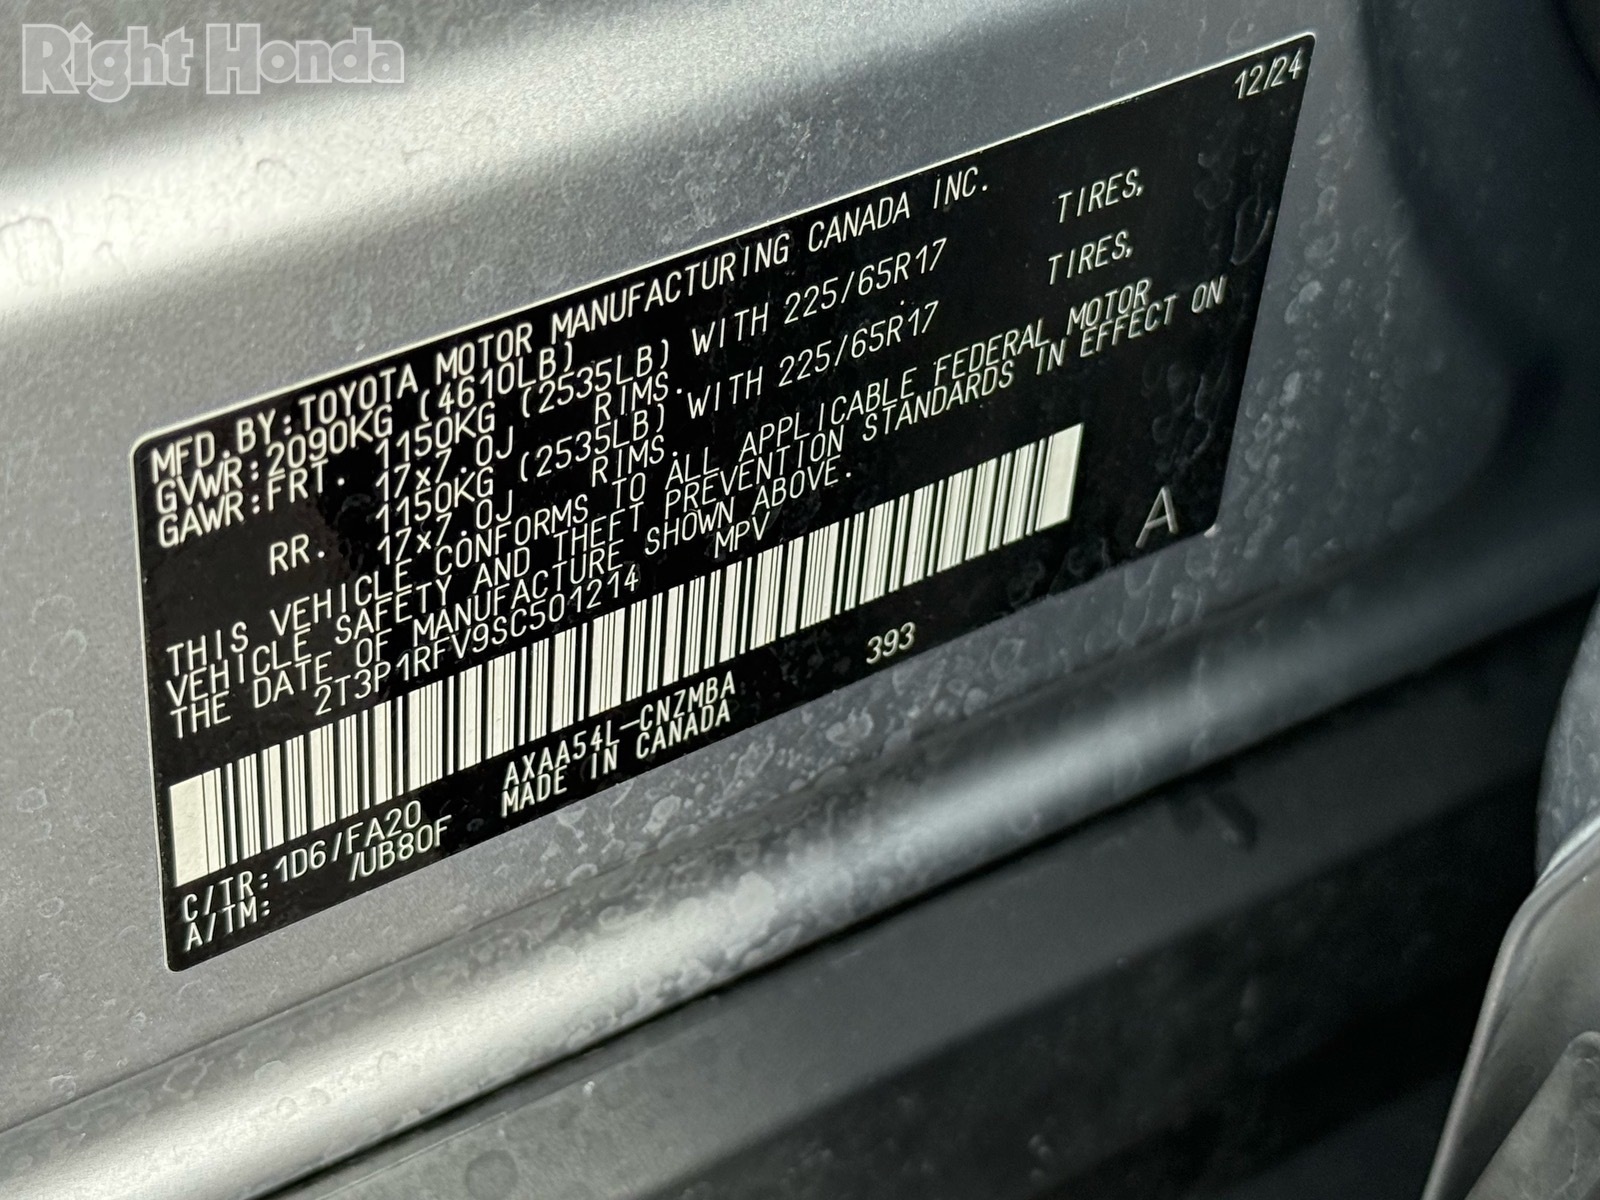 Right Honda
12/24
MFD.BY:TOYOTA MOTOR MANUFACTURING CANADA INC.
GVWR:2090KG (4610LB)
GAWR:FRT. 1150KG (2535LB) WITH 225/65R17 TIRES,
17x7.0J RIMS.
RR. 1150KG (2535LB) WITH 225/65R17 TIRES,
17x7.0J RIMS.
THIS VEHICLE CONFORMS TO ALL APPLICABLE FEDERAL MOTOR
VEHICLE SAFETY AND THEFT PREVENTION STANDARDS IN EFFECT ON
THE DATE OF MANUFACTURE SHOWN ABOVE.
2T3P1RFV9SC501214 MPV
A
393
AXAA54L-CNZMBA
MADE IN CANADA
C/TR:1D6/FA20
A/TM: /UB80F